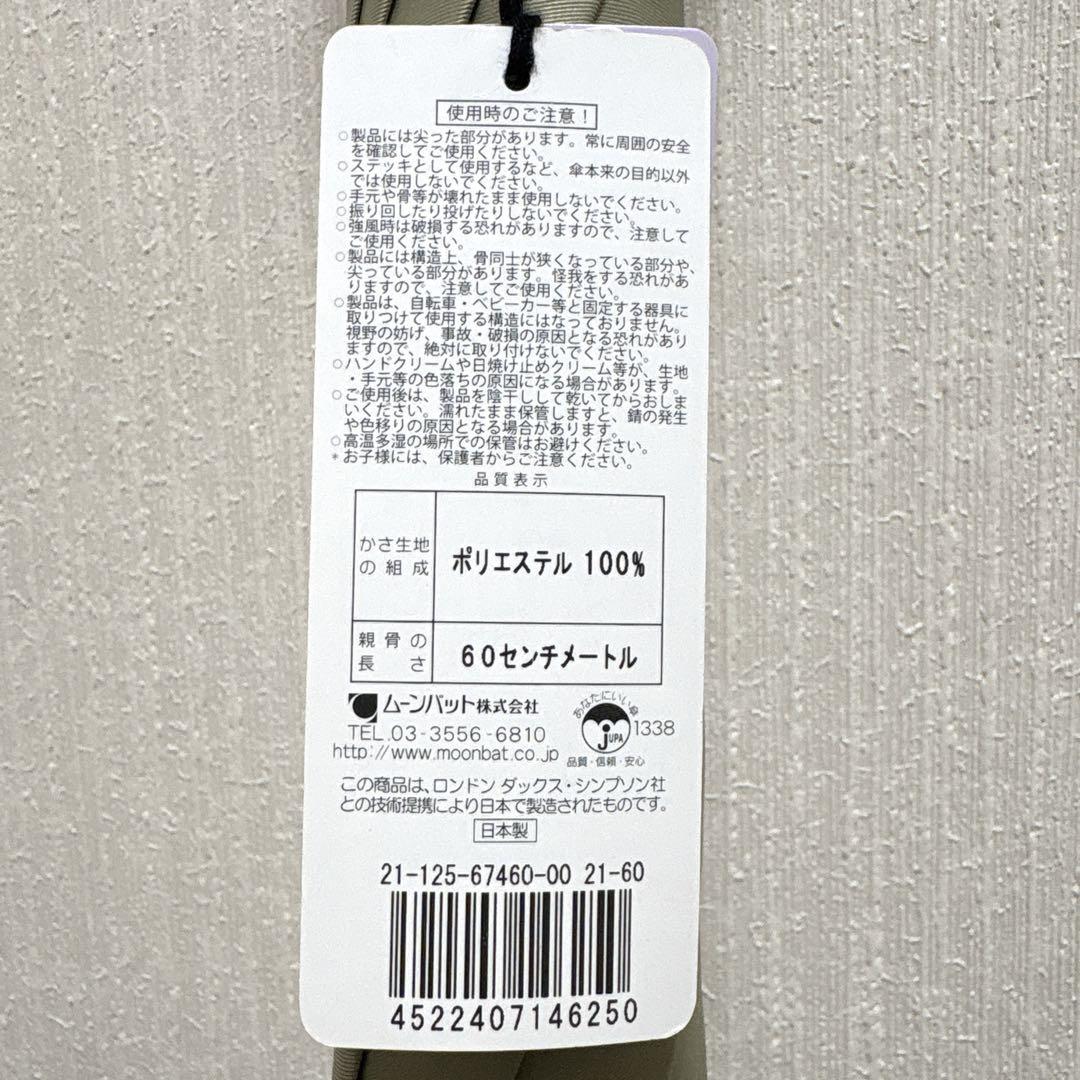 使用時のご注意!
○製品には尖った部分があります。常に周囲の安全
を確認してご使用ください。
○ステッキとして使用するなど、傘本来の目的以外
では使用しないでください。
○手元や骨等が壊れたまま使用しないでください。
○振り回したり投げたりしないでください。
○強風時は破損する恐れがありますので、注意して
ご使用ください。
○製品には構造上、骨同士が狭くなっている部分や、
尖っている部分があります。怪我をする恐れがあ
りますので、注意してご使用ください。
○製品は、自転車・ベビーカー等と固定する器具に
取りつけて使用する構造にはなっておりません。
視野の妨げ、事故・破損の原因となる恐れがあり
ますので、絶対に取り付けないでください。
○ハンドクリームや日焼け止めクリーム等が、生地
・手元等の色落ちの原因になる場合があります。
○ご使用後は、製品を陰干しして乾いてからおしま
いください。濡れたまま保管しますと、錆の発生
や色移りの原因となる場合があります。
○高温多湿の場所での保管はお避けください。
*お子様には、保護者からご注意ください。
品質表示
かさ生地
の組成
ポリエステル 100%
親骨の
長さ
60センチメートル
ムーンバット株式会社
TEL.03-3556-6810
http://www.moonbat.co.jp
あなたにいい傘
JUPA
1338
品質・信頼・安心
この商品は、ロンドン ダックス・シンプソン社
との技術提携により日本で製造されたものです。
日本製
21-125-67460-00 21-60
4522407146250